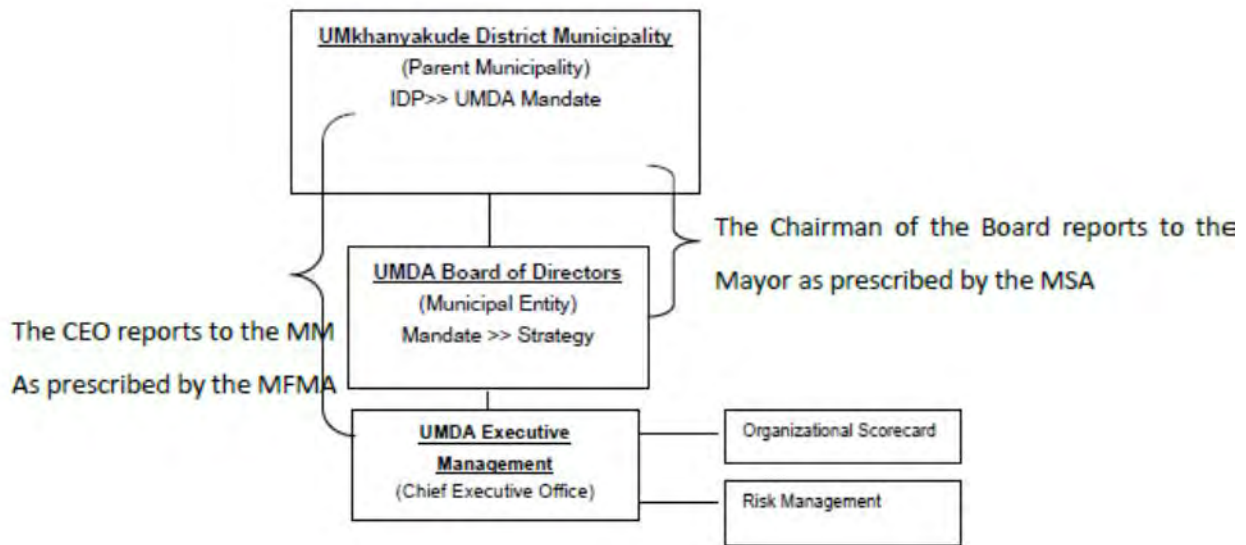 UMkhanyakude District Municipality
(Parent Municipality)
IDP>> UMDA Mandate
The Chairman of the Board reports to the
Mayor as prescribed by the MSA
UMDA Board of Directors
(Municipal Entity)
Mandate >> Strategy
The CEO reports to the MM
As prescribed by the MFMA
UMDA Executive
Management
(Chief Executive Office)
Organizational Scorecard
Risk Management